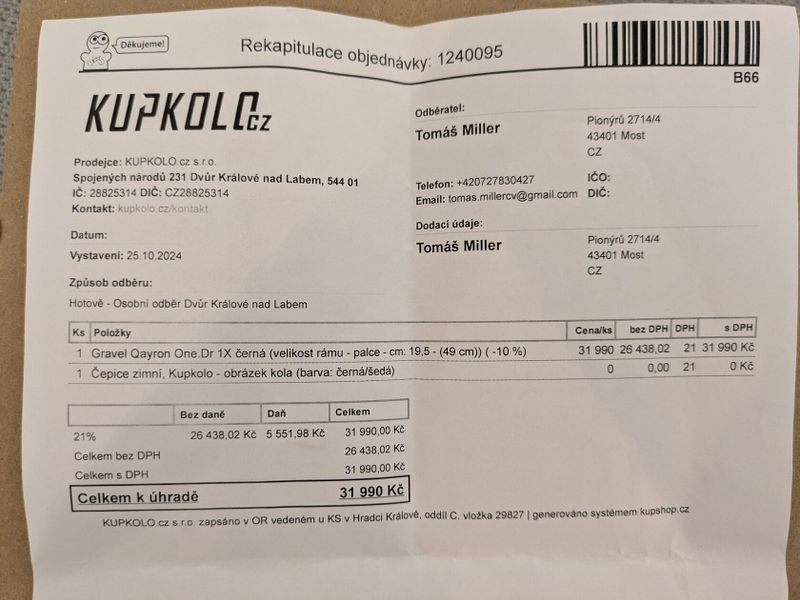 Děkujeme!
Rekapitulace objednávky: 1240095
B66
KUPKOLO.CZ
Prodejce: KUPKOLO.cz s.r.o.
Spojených národů 231 Dvůr Králové nad Labem, 544 01
IČ: 28825314 DIČ: CZ28825314
Kontakt: kupkolo.cz/kontakt
Datum:
Vystavení: 25.10.2024
Způsob odběru:
Hotově - Osobní odběr Dvůr Králové nad Labem
Odběratel:
Tomáš Miller
Pionýrů 2714/4
43401 Most
CZ
Telefon: +420727830427
Email: tomas.millercv@gmail.com
IČO:
DIČ:
Dodací údaje:
Tomáš Miller
Pionýrů 2714/4
43401 Most
CZ
Ks Položky Cena/ks bez DPH DPH s DPH
1 Gravel Qayron One.Dr 1X černá (velikost rámu - palce - cm: 19,5 - (49 cm)) ( -10 %) 31 990 26 438,02 21 31 990 Kč
1 Čepice zimní, Kupkolo - obrázek kola (barva: černá/šedá) 0 0,00 21 0 Kč
Bez daně Daň Celkem
21% 26 438,02 Kč 5 551,98 Kč 31 990,00 Kč
Celkem bez DPH 26 438,02 Kč
Celkem s DPH 31 990,00 Kč
Celkem k úhradě 31 990 Kč
KUPKOLO.cz s.r.o. zapsáno v OR vedeném u KS v Hradci Králové, oddíl C. vložka 29827 | generováno systémem kupshop.cz